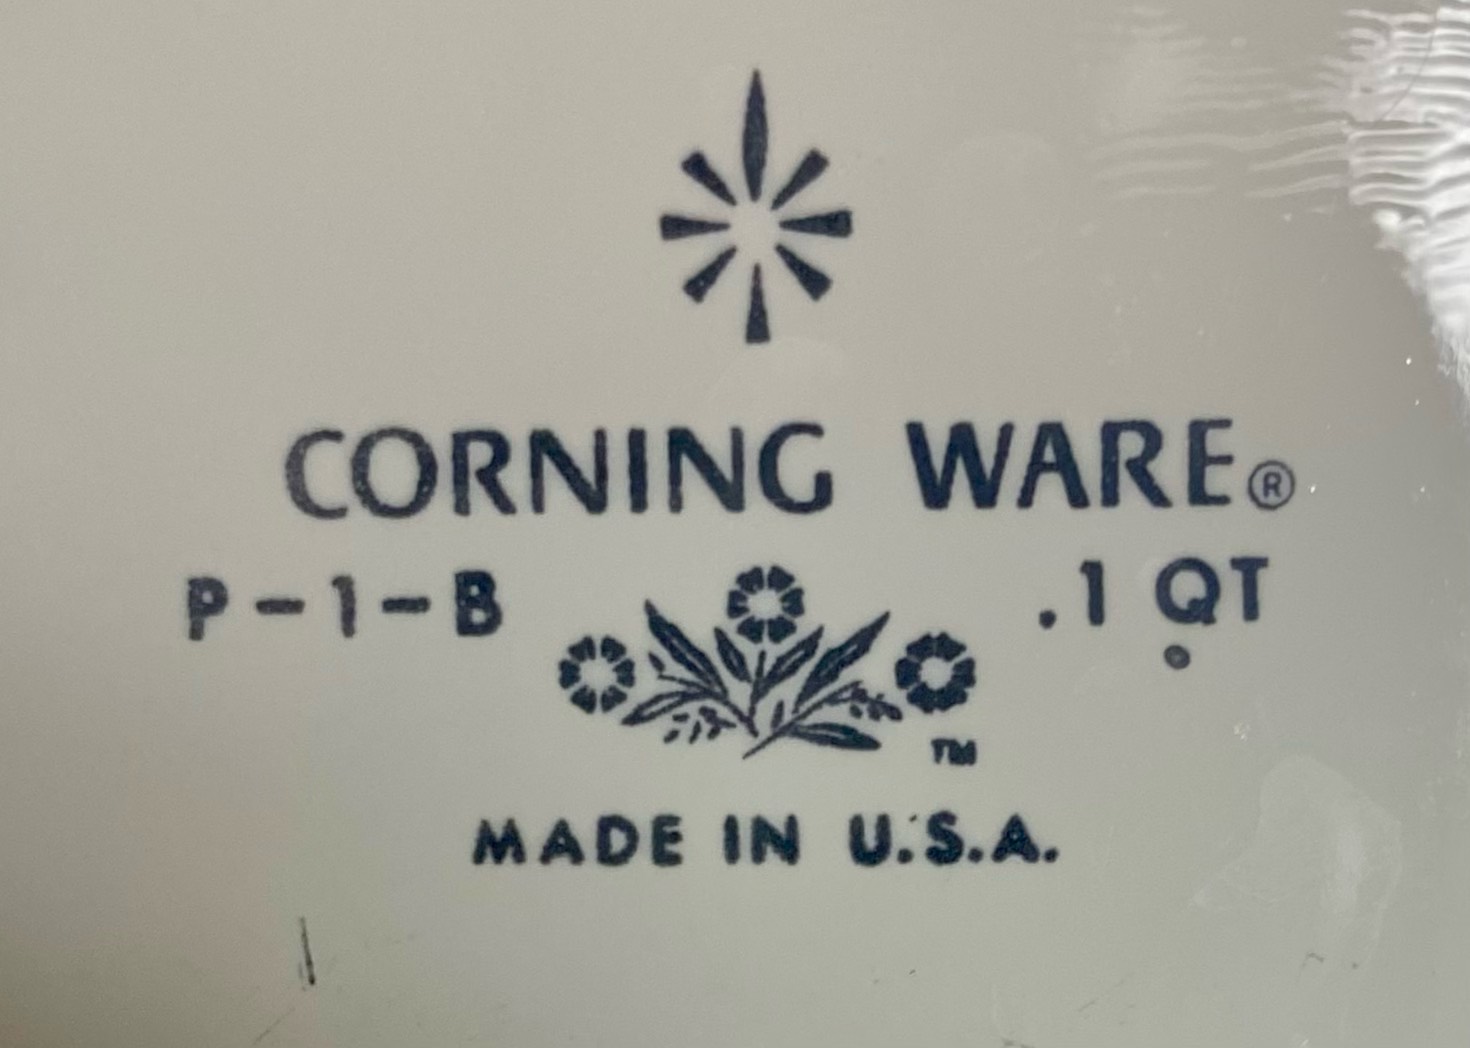 CORNING WARE®
P-1-B .1 QT
TM
MADE IN U.S.A.